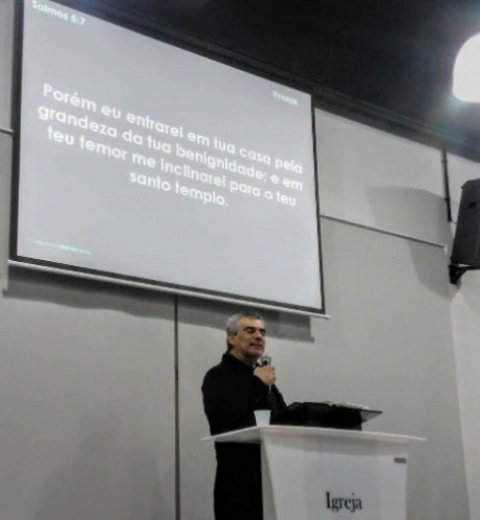 Salmos 5:7
Porém eu entrarei em tua casa pela
grandeza da tua benignidade; e em
teu temor me inclinarei para o teu
santo templo.
Igreja